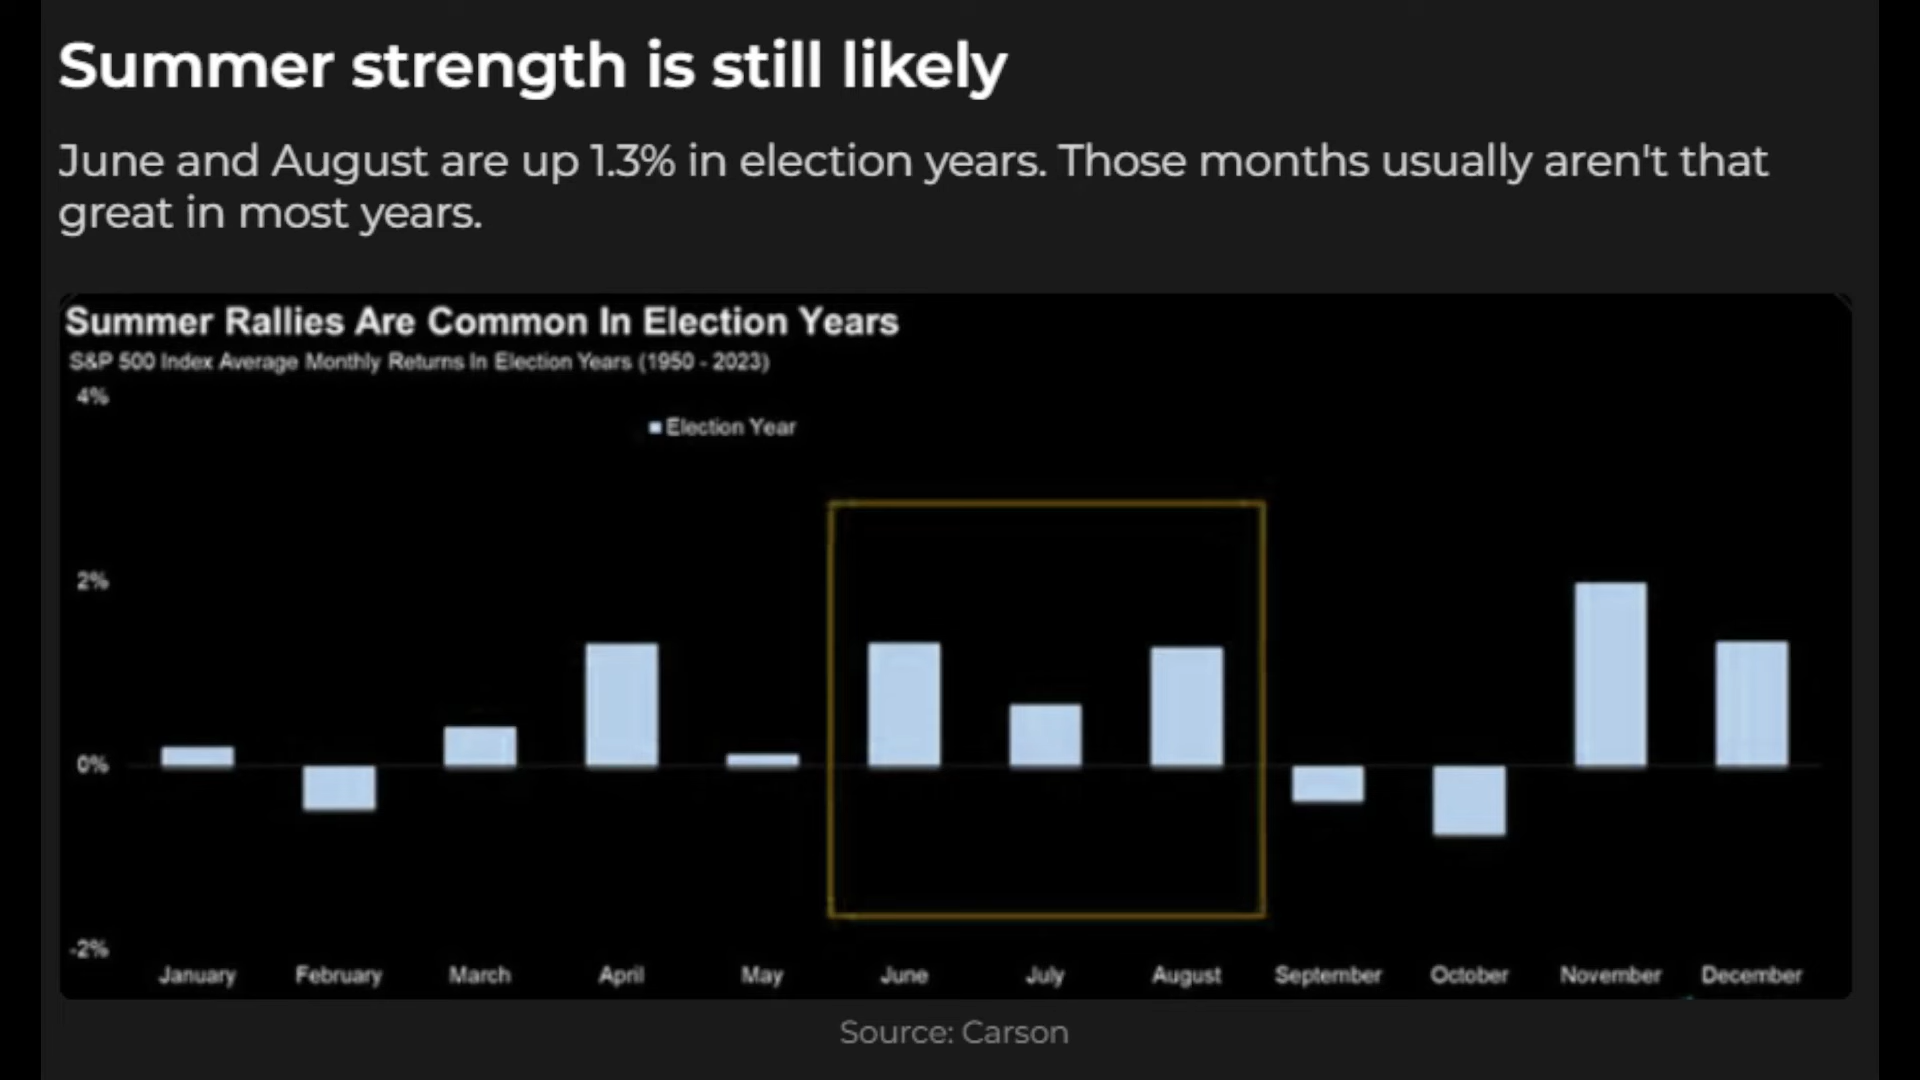 Summer strength is still likely
June and August are up 1.3% in election years. Those months usually aren't that
great in most years.
Summer Rallies Are Common In Election Years
S&P 500 Index Average Monthly Returns In Election Years (1950 - 2023)
4%
Election Year
2%
0%
-2%
January February March April May June July August September October November December
Source: Carson